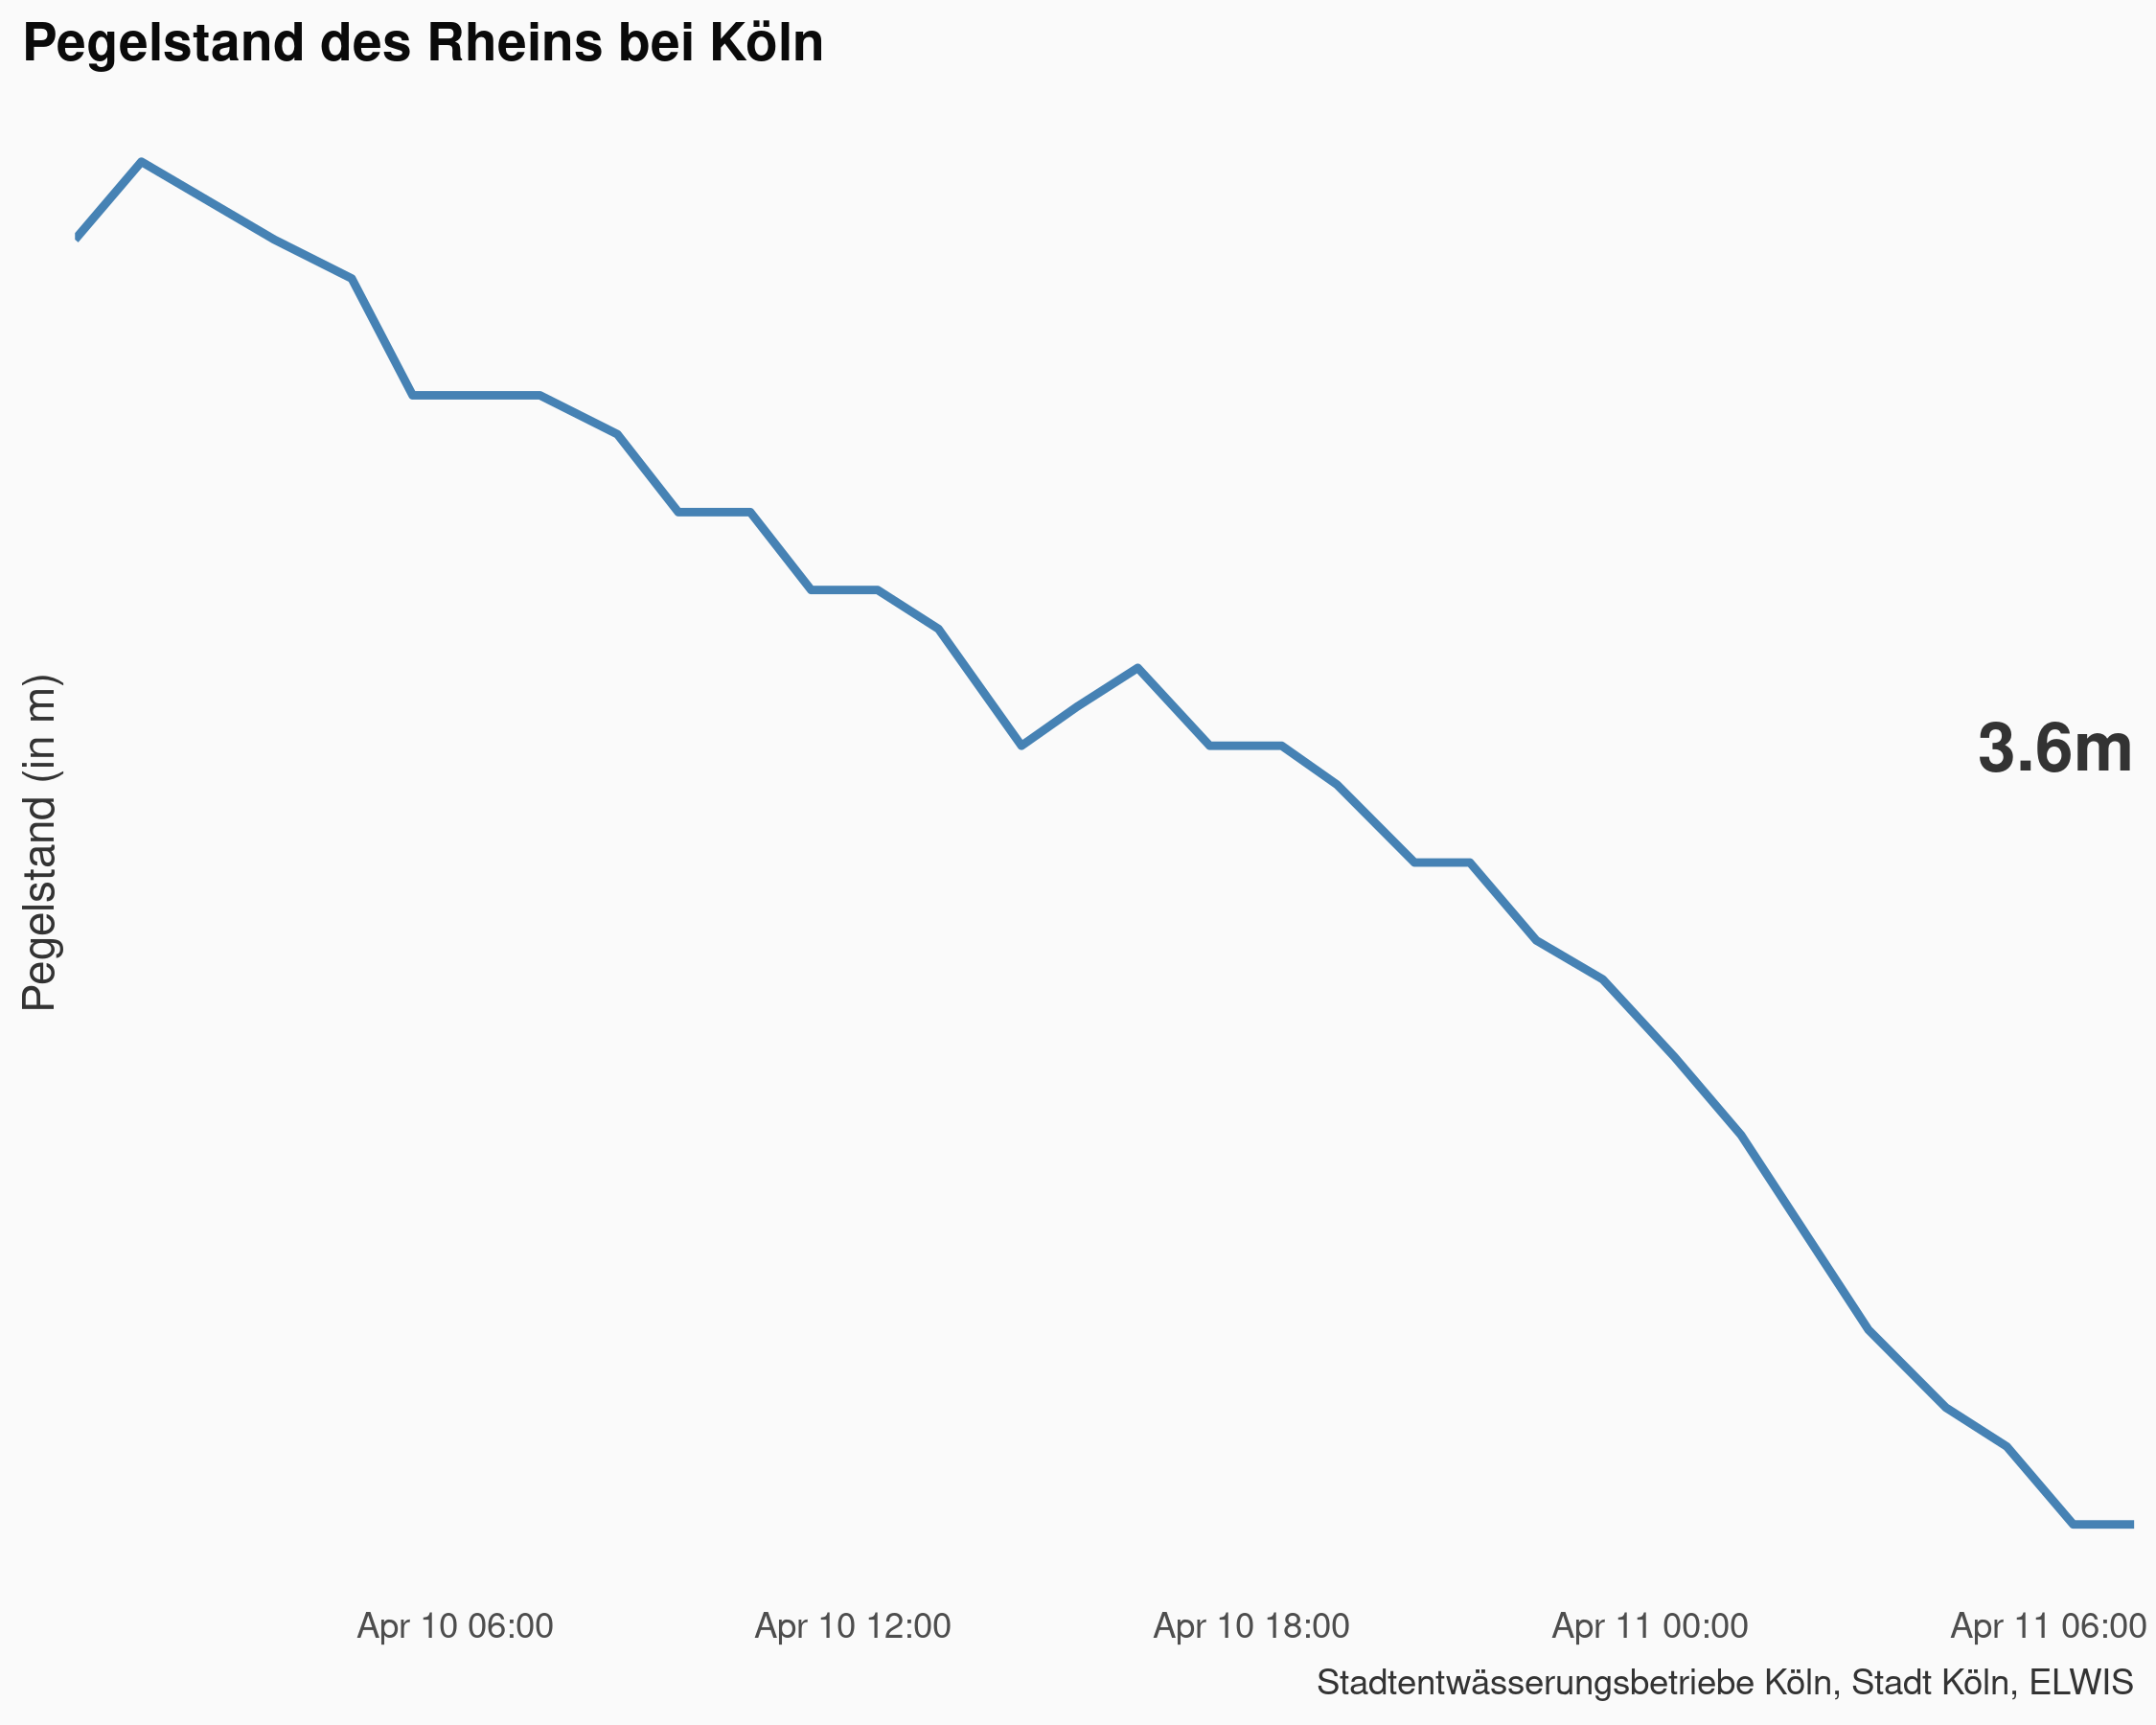 Pegelstand des Rheins bei Köln
Pegelstand (in m)
3.6m
Apr 10 06:00 Apr 10 12:00 Apr 10 18:00 Apr 11 00:00 Apr 11 06:00
Stadtentwässerungsbetriebe Köln, Stadt Köln, ELWIS